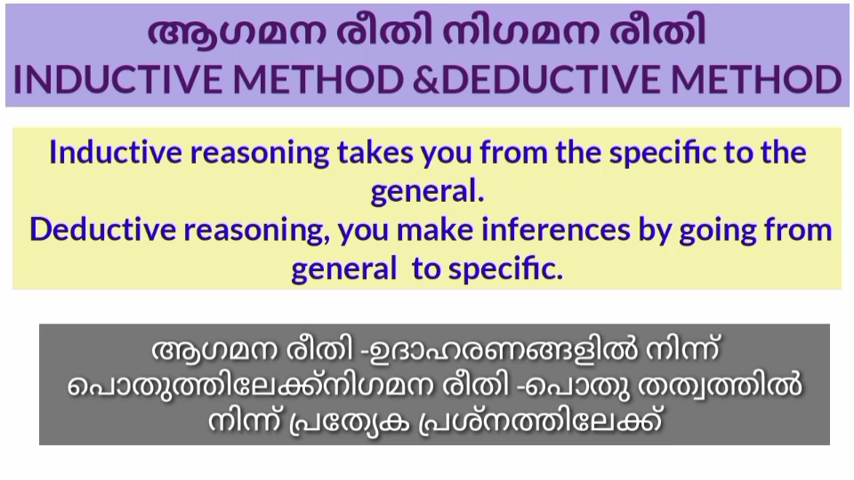 ആഗമന രീതി നിഗമന രീതി
INDUCTIVE METHOD &DEDUCTIVE METHOD
Inductive reasoning takes you from the specific to the
general.
Deductive reasoning, you make inferences by going from
general to specific.
ആഗമന രീതി -ഉദാഹരണങ്ങളിൽ നിന്ന്
പൊതുത്തിലേക്ക്നിഗമന രീതി -പൊതു തത്വത്തിൽ
നിന്ന് പ്രത്യേക പ്രശ്നത്തിലേക്ക്